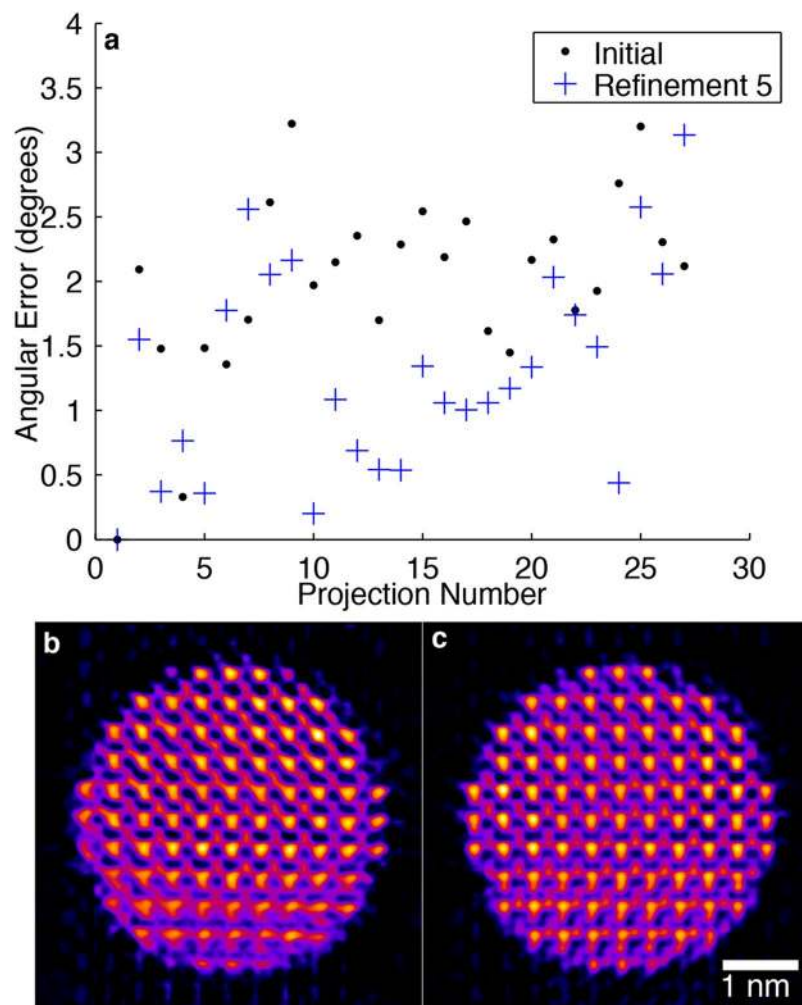 a
Initial
Refinement 5
4
3.5
3
2.5
2
1.5
1
0.5
0
Angular Error (degrees)
0 5 10 15 20 25 30
Projection Number
b
c
1 nm